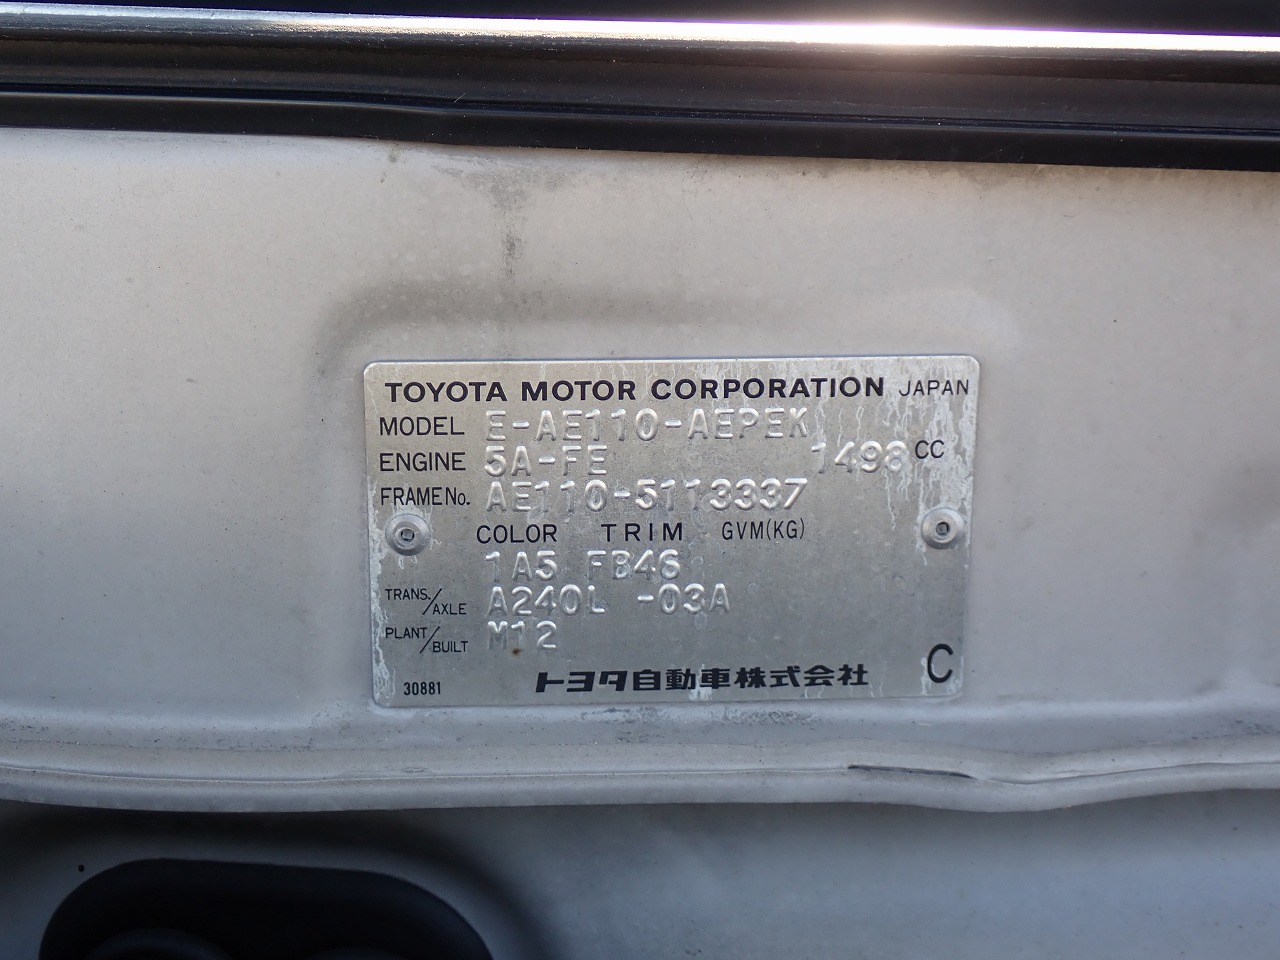 TOYOTA MOTOR CORPORATION JAPAN
MODEL E-AE110-AEPEK
ENGINE 5A-FE 1498 CC
FRAME No. AE110-5113337
COLOR TRIM GVM(KG)
1A5 FB46
TRANS./AXLE A240L -03A
PLANT/BUILT M12
30881 トヨタ自動車株式会社 C